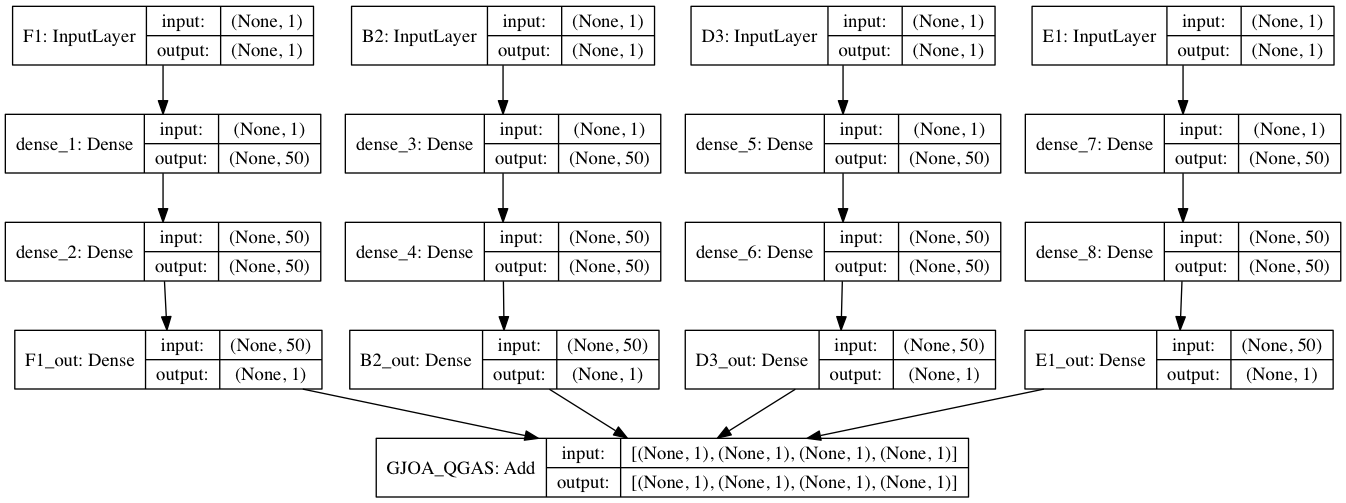 F1: InputLayer input: (None, 1) output: (None, 1)
B2: InputLayer input: (None, 1) output: (None, 1)
D3: InputLayer input: (None, 1) output: (None, 1)
E1: InputLayer input: (None, 1) output: (None, 1)
dense_1: Dense input: (None, 1) output: (None, 50)
dense_3: Dense input: (None, 1) output: (None, 50)
dense_5: Dense input: (None, 1) output: (None, 50)
dense_7: Dense input: (None, 1) output: (None, 50)
dense_2: Dense input: (None, 50) output: (None, 50)
dense_4: Dense input: (None, 50) output: (None, 50)
dense_6: Dense input: (None, 50) output: (None, 50)
dense_8: Dense input: (None, 50) output: (None, 50)
F1_out: Dense input: (None, 50) output: (None, 1)
B2_out: Dense input: (None, 50) output: (None, 1)
D3_out: Dense input: (None, 50) output: (None, 1)
E1_out: Dense input: (None, 50) output: (None, 1)
GJOA_QGAS: Add input: [(None, 1), (None, 1), (None, 1), (None, 1)] output: [(None, 1), (None, 1), (None, 1), (None, 1)]